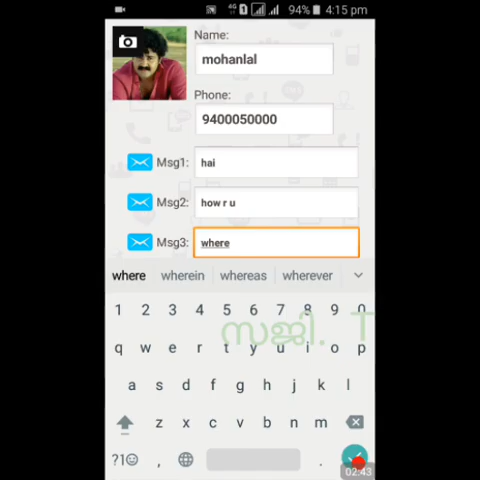 4G 94% 4:15 pm
Name:
mohanlal
Phone:
9400050000
Msg1: hai
Msg2: how r u
Msg3: where
where wherein whereas wherever
1 2 3 4 5 6 7 8 9 0
സജി. T
q w e r t y u i o p
a s d f g h j k l
z x c v b n m
?1☺ , .
02:43